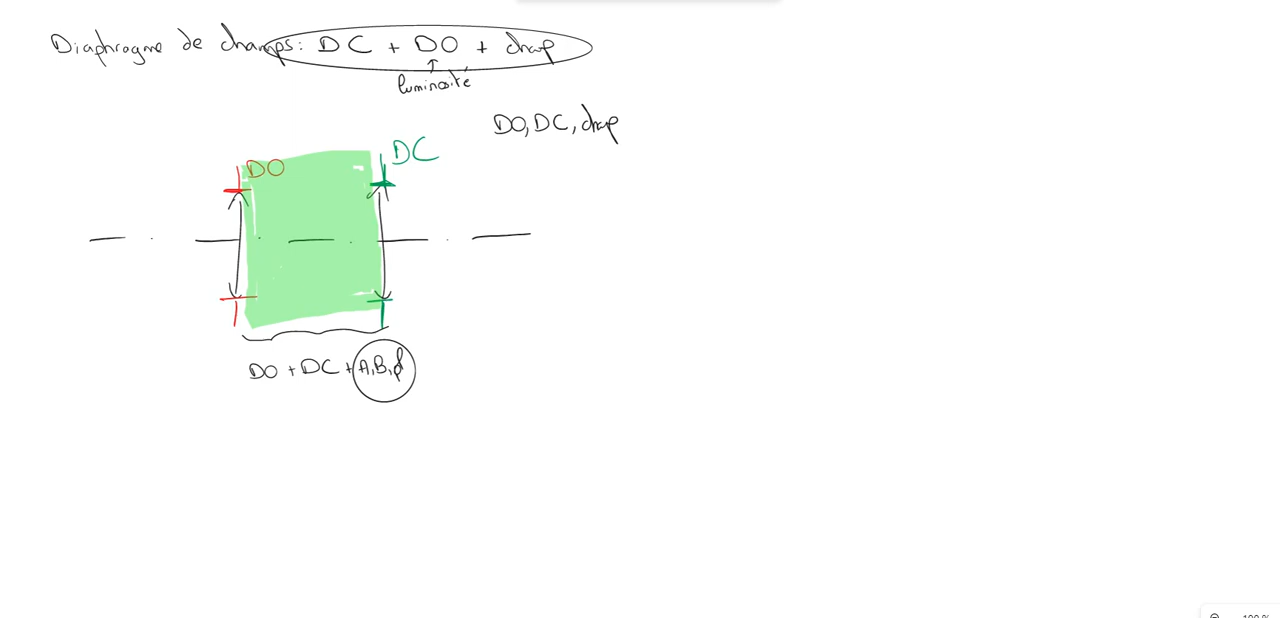 Diaphragme de champs: DC + DO + champ
↑
luminosité
DO, DC, champ
DO
DC
DO + DC + A, B, f